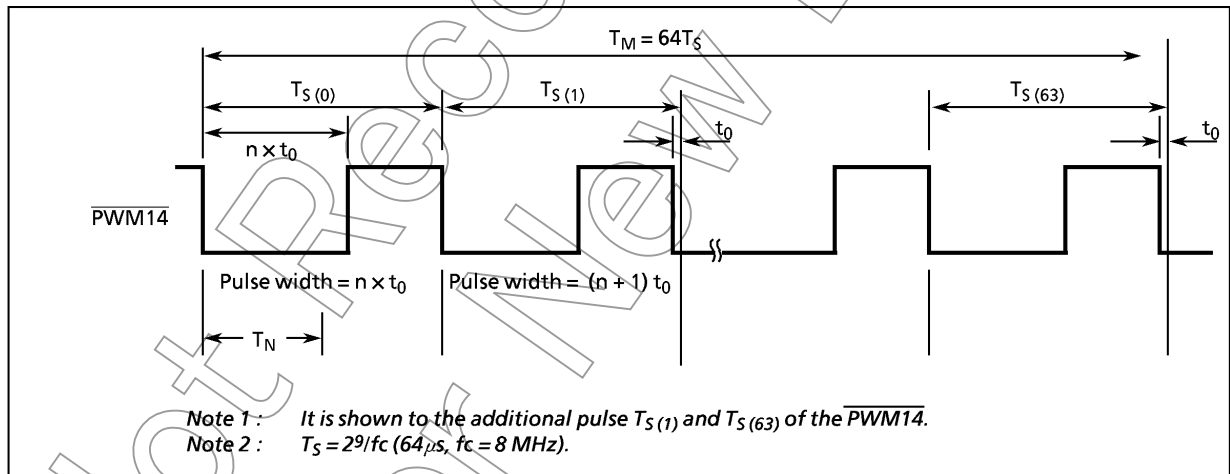 T_M = 64T_S
T_S (0) T_S (1) T_S (63)
n × t_0 t_0 t_0
PWM14
Pulse width = n × t_0 Pulse width = (n + 1) t_0
T_N
Note 1 : It is shown to the additional pulse T_S (1) and T_S (63) of the PWM14.
Note 2 : T_S = 2^9/fc (64 μs, fc = 8 MHz).